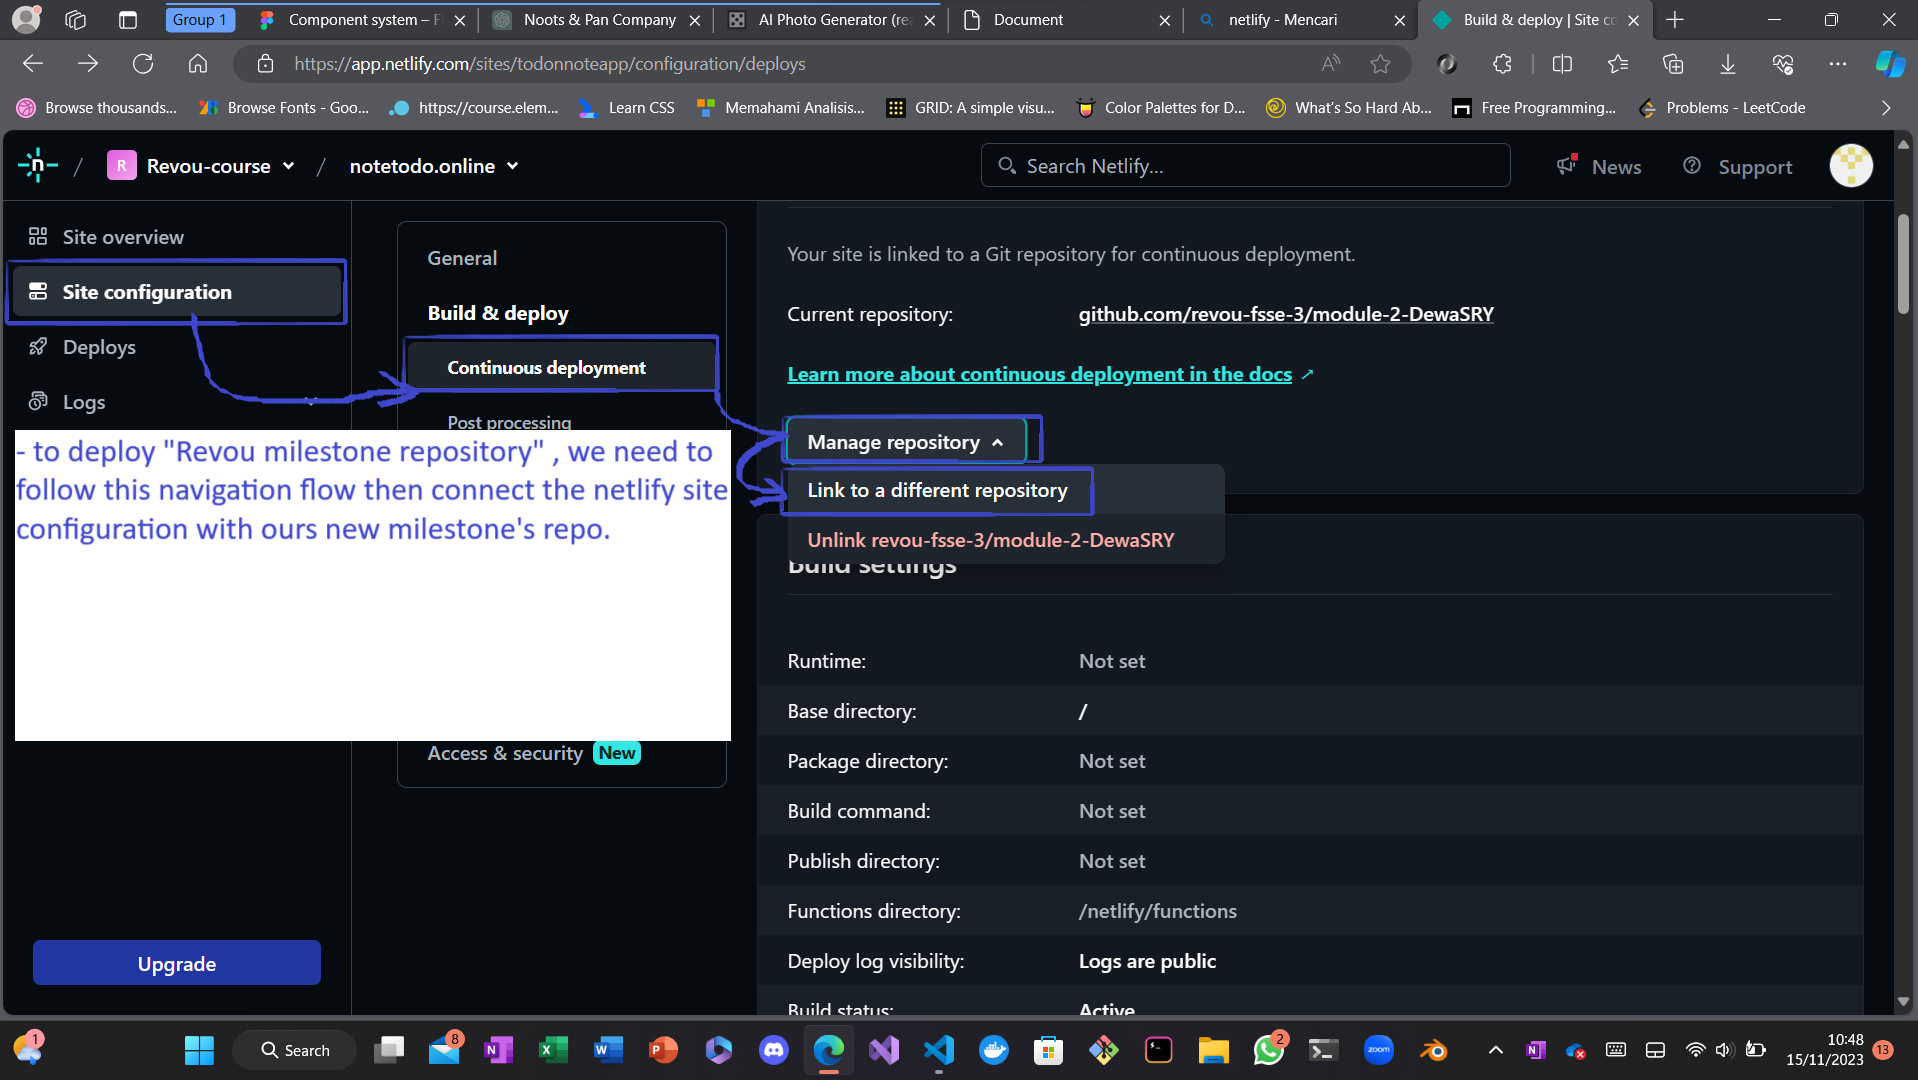 Group 1
Component system – Fi
Noots & Pan Company
AI Photo Generator (rea
Document
netlify - Mencari
Build & deploy | Site co
https://app.netlify.com/sites/todonnoteapp/configuration/deploys
Browse thousands...
Browse Fonts - Goo...
https://course.elem...
Learn CSS
Memahami Analisis...
GRID: A simple visu...
Color Palettes for D...
What's So Hard Ab...
Free Programming,...
Problems - LeetCode
/ R Revou-course / notetodo.online
Search Netlify...
News
Support
Site overview
Site configuration
Deploys
Logs
- to deploy "Revou milestone repository" , we need to
follow this navigation flow then connect the netlify site
configuration with ours new milestone's repo.
Upgrade
General
Build & deploy
Continuous deployment
Post processing
Access & security New
Your site is linked to a Git repository for continuous deployment.
Current repository: github.com/revou-fsse-3/module-2-DewaSRY
Learn more about continuous deployment in the docs ↗
Manage repository
Link to a different repository
Unlink revou-fsse-3/module-2-DewaSRY
Build settings
Runtime: Not set
Base directory: /
Package directory: Not set
Build command: Not set
Publish directory: Not set
Functions directory: /netlify/functions
Deploy log visibility: Logs are public
Build status: Active
1
Search
8
2
zoom
10:48
15/11/2023
13